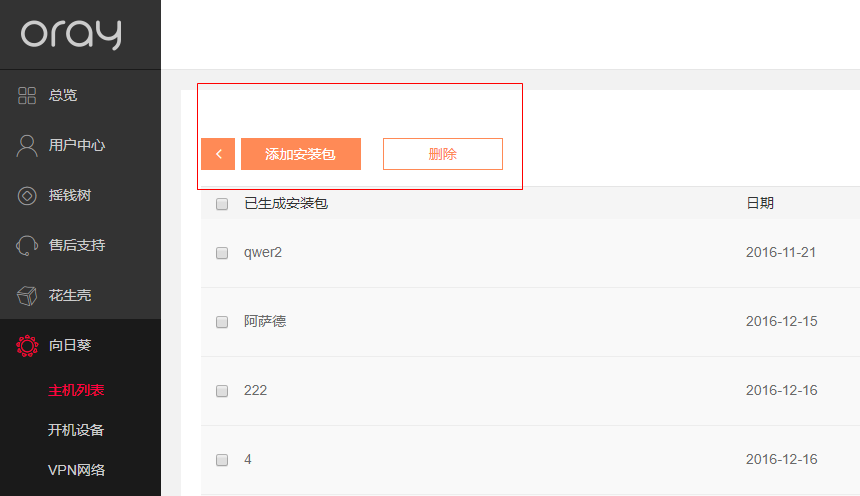 oray
总览
用户中心
摇钱树
售后支持
花生壳
向日葵
主机列表
开机设备
VPN网络
添加安装包 删除
已生成安装包 日期
qwer2 2016-11-21
阿萨德 2016-12-15
222 2016-12-16
4 2016-12-16